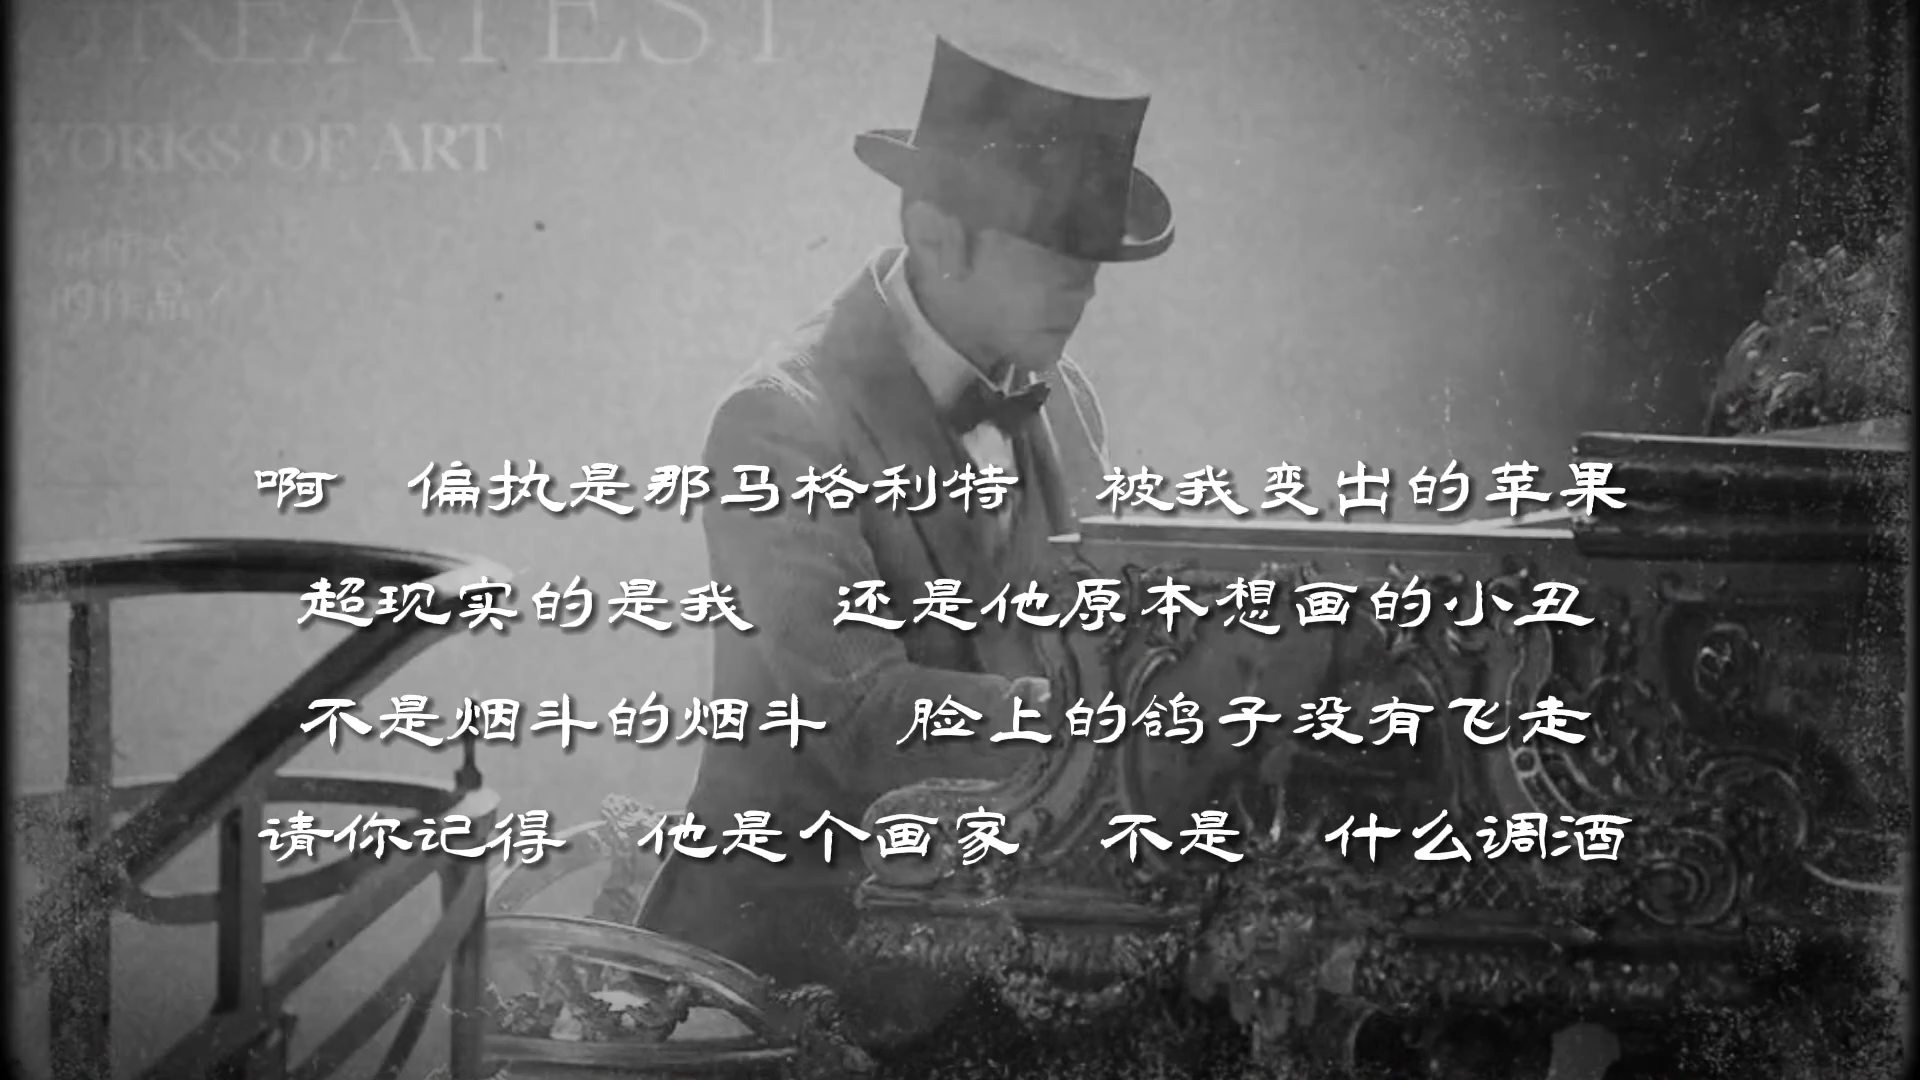 GREATEST
WORKS OF ART
的作品
啊 偏执是那马格利特 被我变出的苹果
超现实的是我 还是他原本想画的小丑
不是烟斗的烟斗 脸上的鸽子没有飞走
请你记得 他是个画家 不是 什么调酒